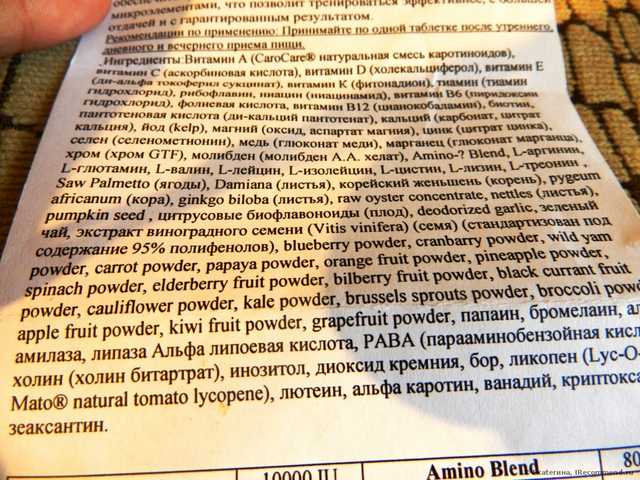 микроэлементами, что позволит тренироваться эффективнее, с большей
отдачей и с гарантированным результатом.
Рекомендации по применению: Принимайте по одной таблетке после утреннего,
дневного и вечернего приема пищи.
Ингредиенты:Витамин A (CaroCare® натуральная смесь каротиноидов),
витамин C (аскорбиновая кислота), витамин D (холекальциферол), витамин E
(ди-альфа токоферил сукцинат), витамин К (фитонадион), тиамин (тиамин
гидрохлорид), рибофлавин, ниацин (ниацинамид), витамин B6 (пиридоксин
гидрохлорид), фолиевая кислота, витамин B12 (цианокобаламин), биотин,
пантотеновая кислота (ди-кальций пантотенат), кальций (карбонат, цитрат
кальция), йод (kelp), магний (оксид, аспартат магния), цинк (цитрат цинка),
селен (селенометионин), медь (глюконат меди), марганец (глюконат марганца),
хром (хром GTF), молибден (молибден А.А. хелат), Amino-? Blend, L-аргинин,
L-глютамин, L-валин, L-лейцин, L-изолейцин, L-цистин, L-лизин, L-треонин ,
Saw Palmetto (ягоды), Damiana (листья), корейский женьшень (корень), pygeum
africanum (кора), ginkgo biloba (листья), raw oyster concentrate, nettles (листья),
pumpkin seed , цитрусовые биофлавоноиды (плод), deodorized garlic, зеленый
чай, экстракт виноградного семени (Vitis vinifera) (семя) (стандартизован под
содержание 95% полифенолов), blueberry powder, cranbarry powder, wild yam
powder, carrot powder, papaya powder, orange fruit powder, pineapple powder,
spinach powder, elderberry fruit powder, bilberry fruit powder, black currant fruit
powder, cauliflower powder, kale powder, brussels sprouts powder, broccoli
apple fruit powder, kiwi fruit powder, grapefruit powder, папаин, бромелаин,
амилаза, липаза Альфа липоевая кислота, PABA (парааминобензойная
холин (холин битартрат), инозитол, диоксид кремния, бор, ликопен (Lyc-O-
Mato® natural tomato lycopene), лютеин, альфа каротин, ванадий,
зеаксантин.
10000 IU Amino Blend
Екатерина, IRecommend.ru